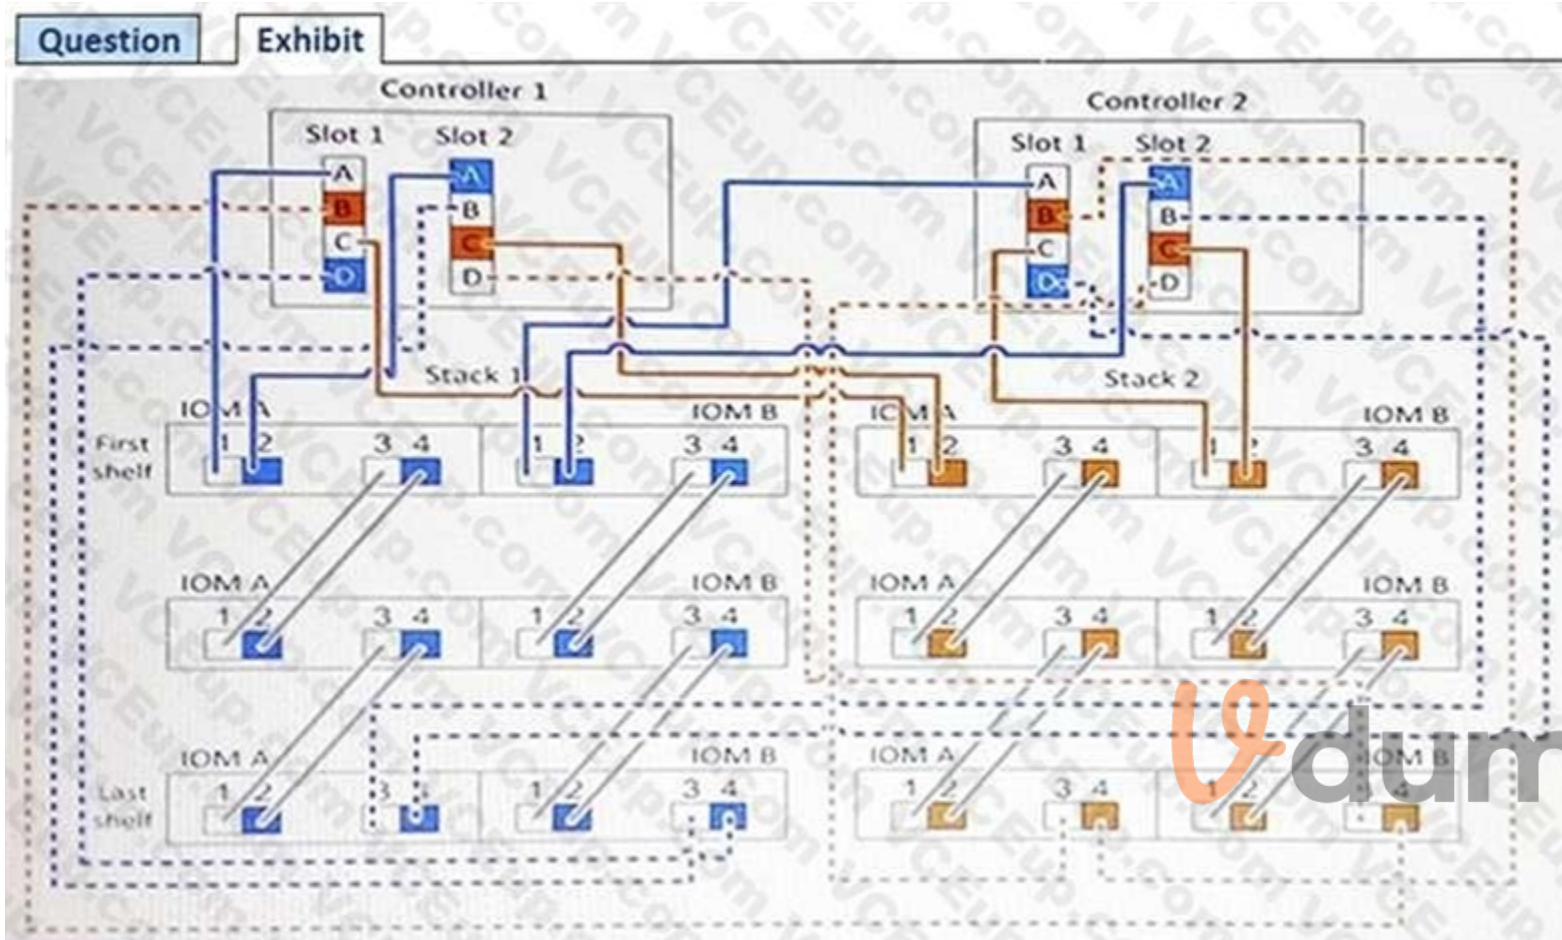 Question Exhibit
Controller 1
Controller 2
Slot 1 Slot 2
Slot 1 Slot 2
A A
B B
C C
D D
A A
B B
C C
D D
Stack 1
Stack 2
IOM A IOM B IOM A IOM B
First shelf
1 2 3 4 1 2 3 4 1 2 3 4 1 2 3 4
IOM A IOM B IOM A IOM B
1 2 3 4 1 2 3 4 1 2 3 4 1 2 3 4
IOM A IOM B IOM A IOM B
Last shelf
1 2 3 1 2 3 4 1 2 3 4 1 2 4
VCEup.com
dum